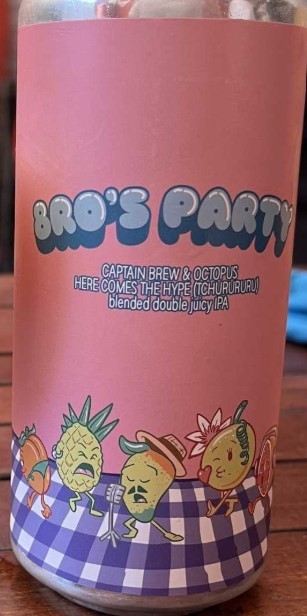 BRO'S PARTY
CAPTAIN BREW & OCTOPUS
HERE COMES THE HYPE (TCHURURURU)
blended double juicy IPA